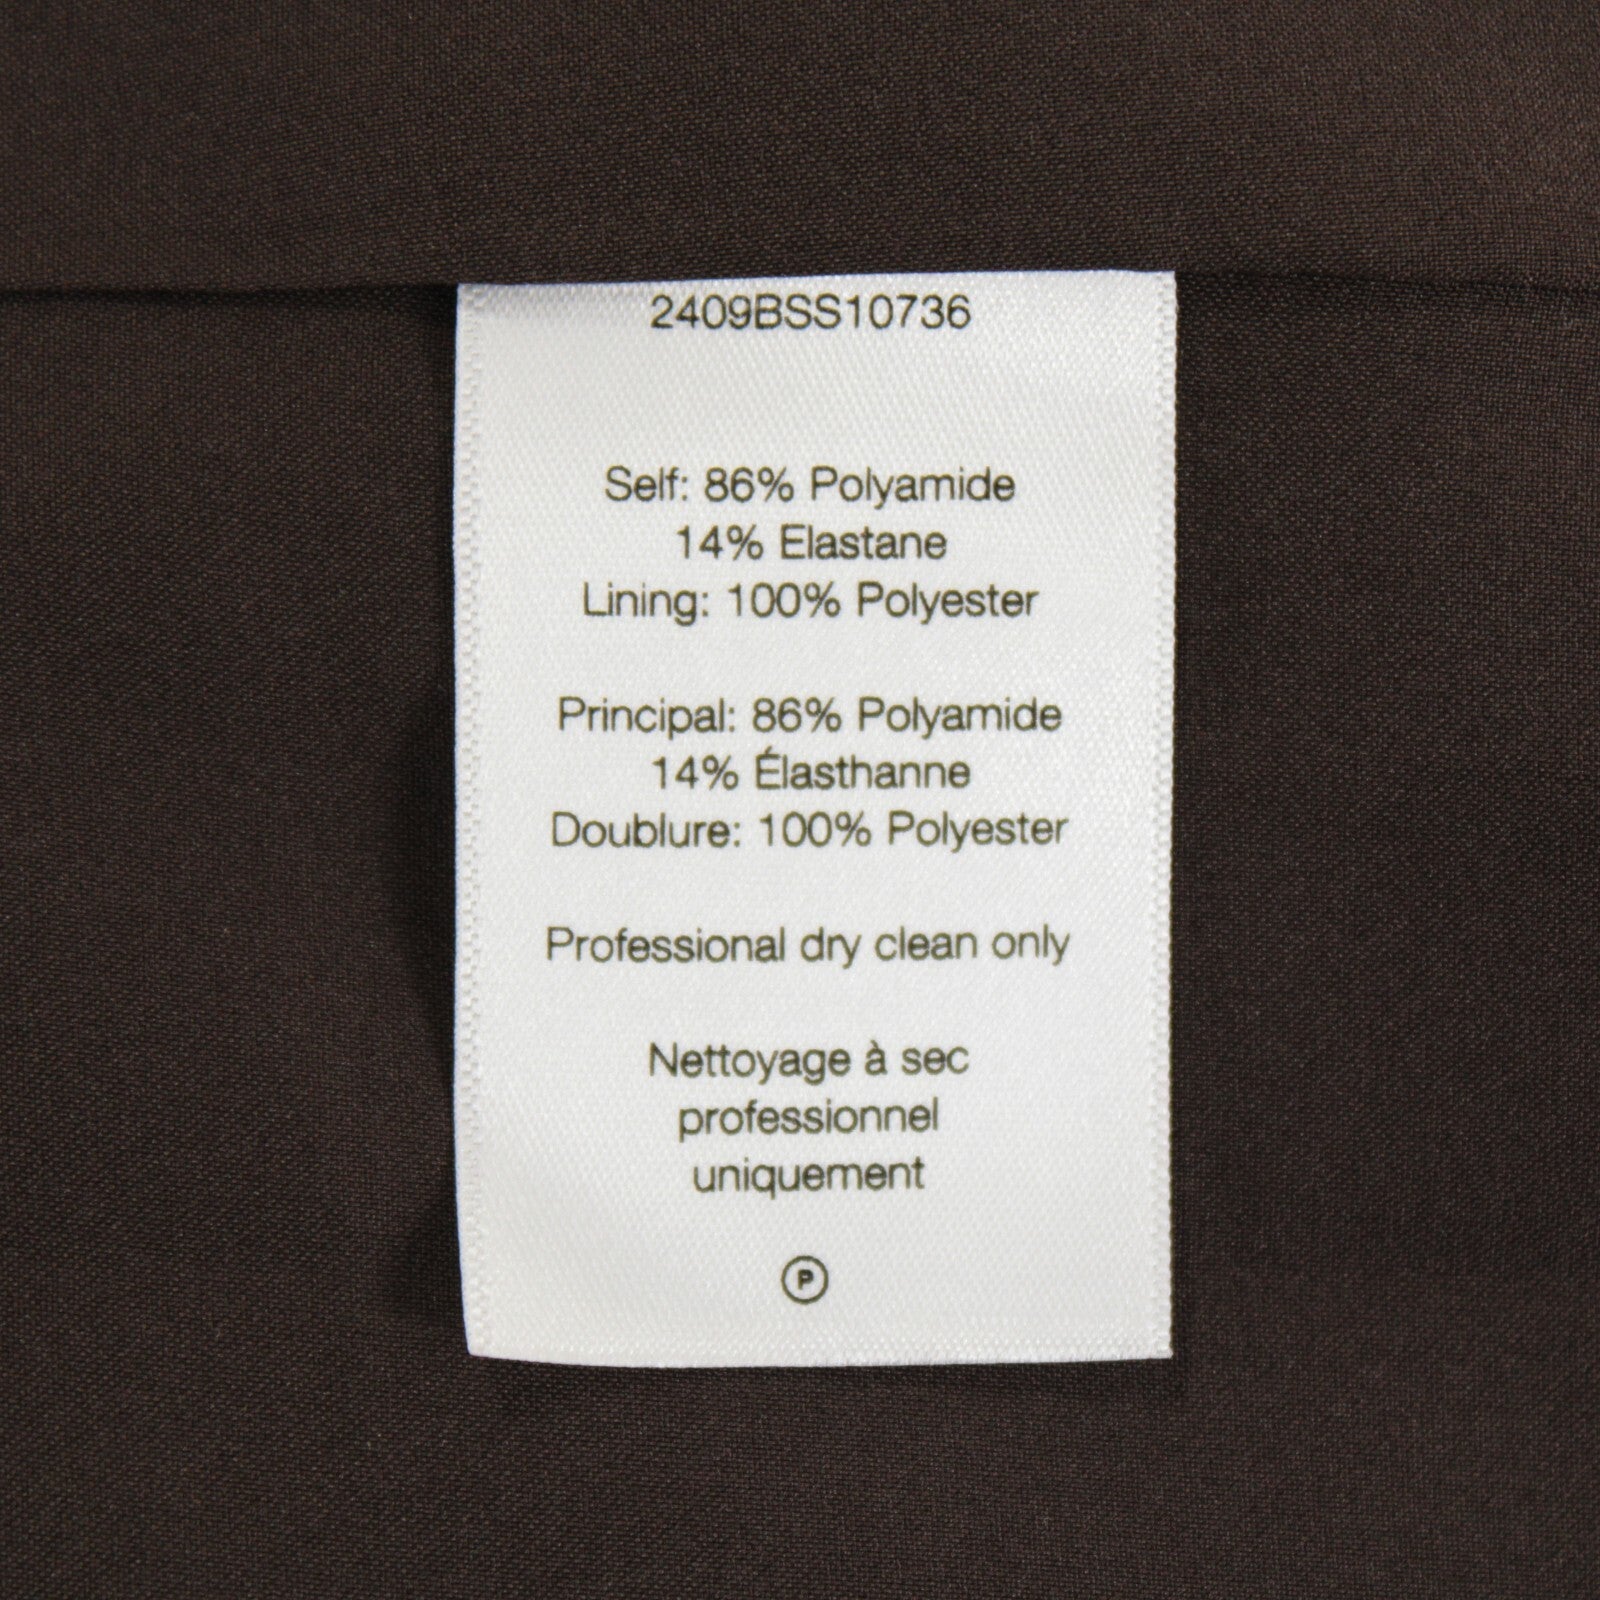 2409BSS10736
Self: 86% Polyamide
14% Elastane
Lining: 100% Polyester
Principal: 86% Polyamide
14% Élasthanne
Doublure: 100% Polyester
Professional dry clean only
Nettoyage à sec
professionnel
uniquement
P